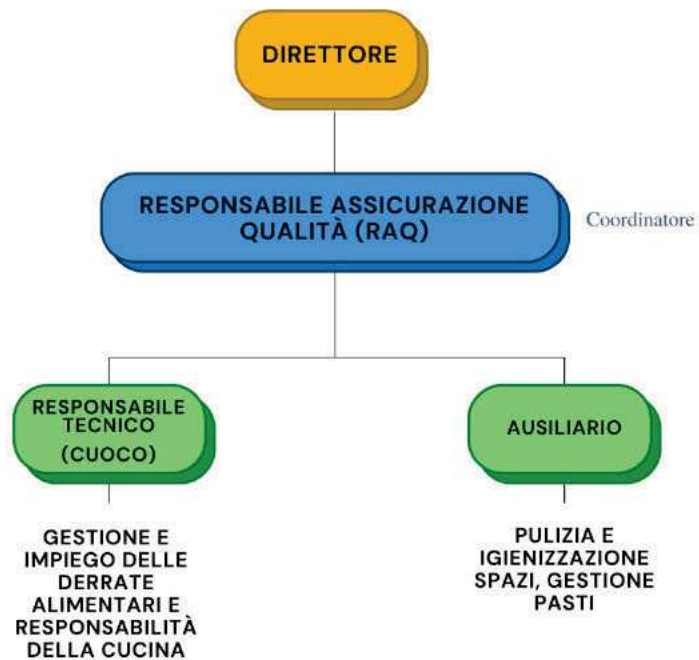 DIRETTORE
RESPONSABILE ASSICURAZIONE
QUALITÀ (RAQ)
Coordinatore
RESPONSABILE
TECNICO
(CUOCO)
AUSILIARIO
GESTIONE E
IMPIEGO DELLE
DERRATE
ALIMENTARI E
RESPONSABILITÀ
DELLA CUCINA
PULIZIA E
IGIENIZZAZIONE
SPAZI, GESTIONE
PASTI